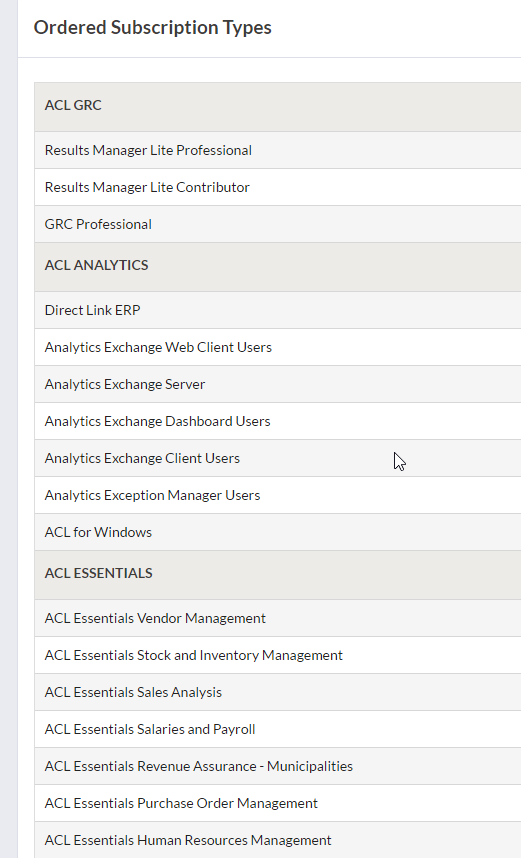 Ordered Subscription Types
ACL GRC
Results Manager Lite Professional
Results Manager Lite Contributor
GRC Professional
ACL ANALYTICS
Direct Link ERP
Analytics Exchange Web Client Users
Analytics Exchange Server
Analytics Exchange Dashboard Users
Analytics Exchange Client Users
Analytics Exception Manager Users
ACL for Windows
ACL ESSENTIALS
ACL Essentials Vendor Management
ACL Essentials Stock and Inventory Management
ACL Essentials Sales Analysis
ACL Essentials Salaries and Payroll
ACL Essentials Revenue Assurance - Municipalities
ACL Essentials Purchase Order Management
ACL Essentials Human Resources Management